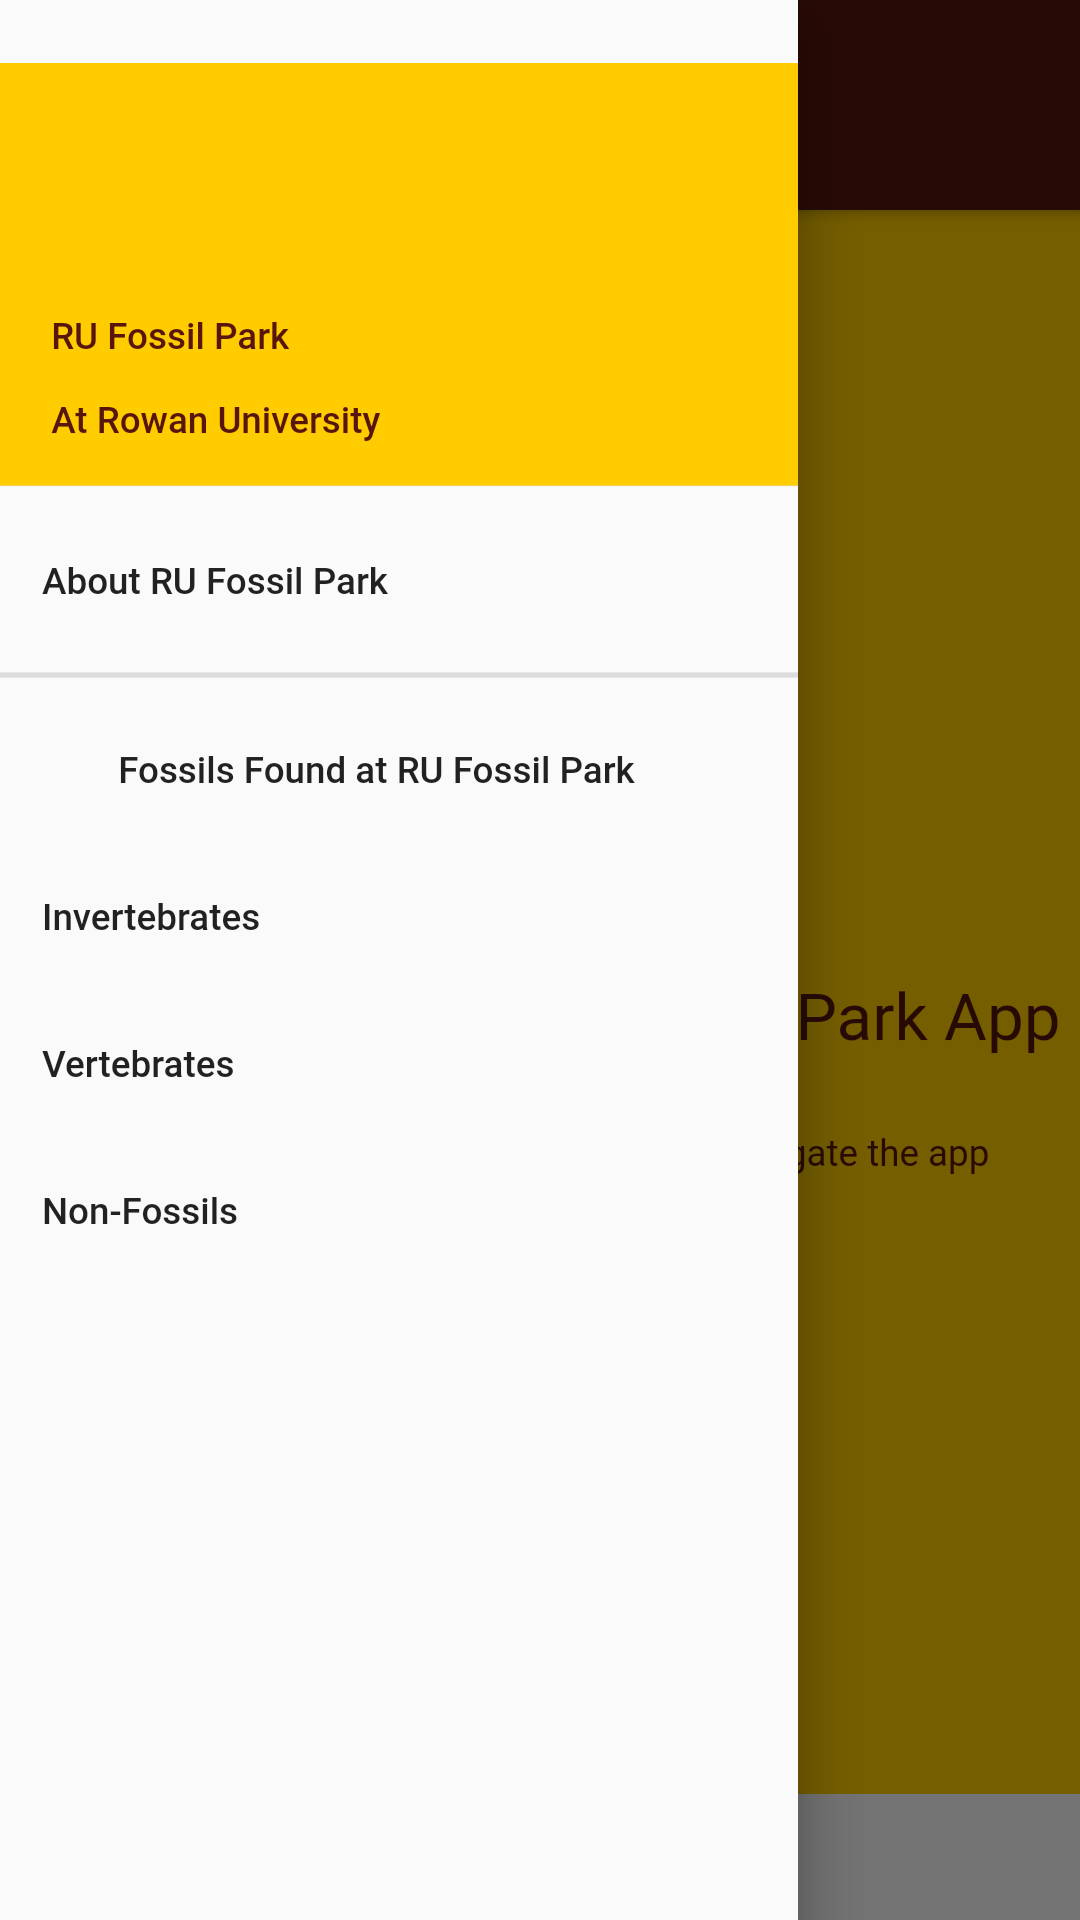 RU Fossil Park
At Rowan University
About RU Fossil Park
Fossils Found at RU Fossil Park
Invertebrates
Vertebrates
Non-Fossils
Park App
the app